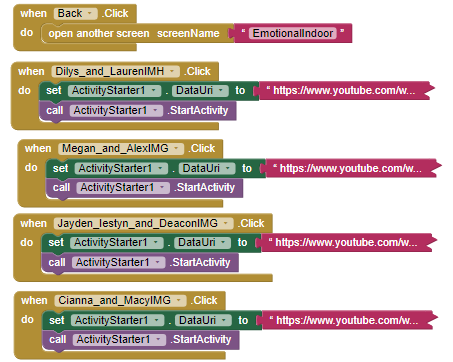 when Back .Click
do open another screen screenName " EmotionalIndoor "
when Dilys_and_LaurenIMH .Click
do set ActivityStarter1 . DataUri to " https://www.youtube.com/w...
call ActivityStarter1 .StartActivity
when Megan_and_AlexIMG .Click
do set ActivityStarter1 . DataUri to " https://www.youtube.com/w...
call ActivityStarter1 .StartActivity
when Jayden_Iestyn_and_DeaconIMG .Click
do set ActivityStarter1 . DataUri to " https://www.youtube.com/w...
call ActivityStarter1 .StartActivity
when Cianna_and_MacyIMG .Click
do set ActivityStarter1 . DataUri to " https://www.youtube.com/w...
call ActivityStarter1 .StartActivity